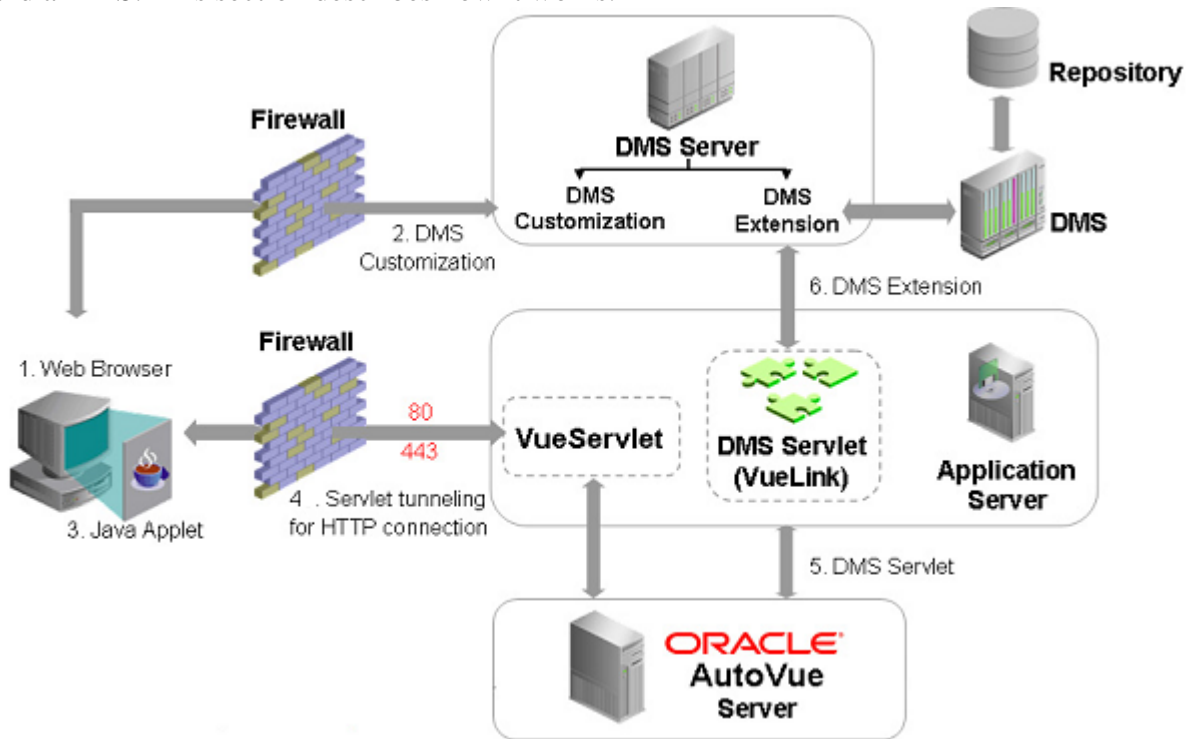 Repository
Firewall
DMS Server
DMS
Customization
DMS
Extension
DMS
2. DMS
Customization
6. DMS Extension
Firewall
1. Web Browser
80
443
VueServlet
DMS Servlet
(VueLink)
Application
Server
3. Java Applet
4 . Servlet tunneling
for HTTP connection
5. DMS Servlet
ORACLE
AutoVue
Server